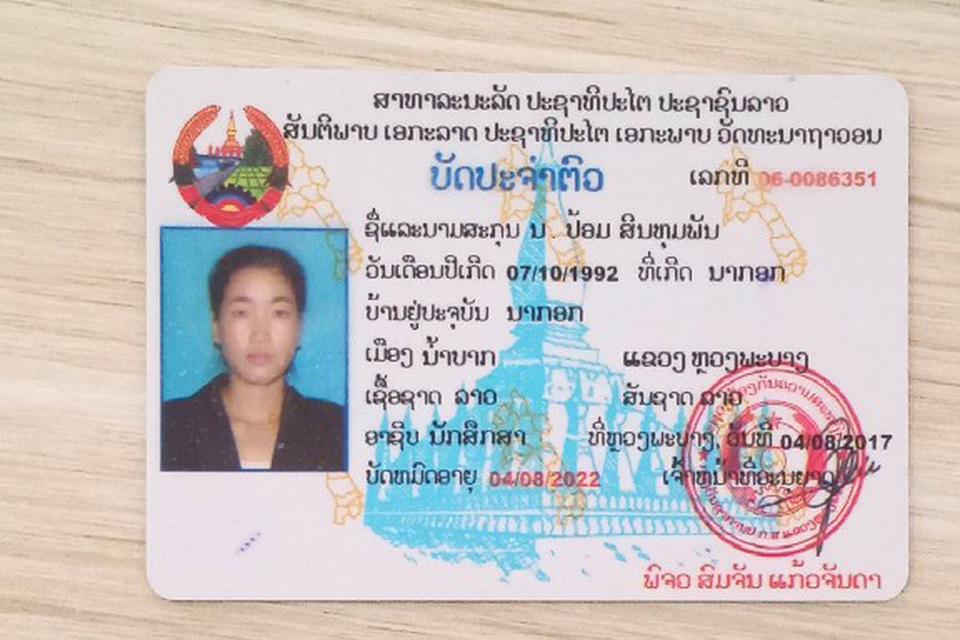 ສາທາລະນະລັດ ປະຊາທິປະໄຕ ປະຊາຊົນລາວ
ສັນຕິພາບ ເອກະລາດ ປະຊາທິປະໄຕ ເອກະພາບ ວັດທະນາຖາວອນ
ບັດປະຈຳຕົວ ເລກທີ 06-0086351
ຊື່ແລະນາມສະກຸນ ນ. ປ້ອມ ສິນທຸມພັນ
ວັນເດືອນປີເກີດ 07/10/1992 ທີ່ເກີດ ນາກອກ
ບ້ານຢູ່ປະຈຸບັນ ນາກອກ
ເມືອງ ນ້ຳບາກ ແຂວງ ຫຼວງພະບາງ
ເຊື້ອຊາດ ລາວ ສັນຊາດ ລາວ
ອາຊິບ ນັກສຶກສາ ທີ່ຫຼວງພະບາງ, ວັນທີ 04/08/2017
ບັດຫມົດອາຍຸ 04/08/2022 ເຈົ້າຫນ້າທີ່ອະນຸຍາດ
ພົຈວ ສົມຈັນ ແກ້ວຈັນດາ